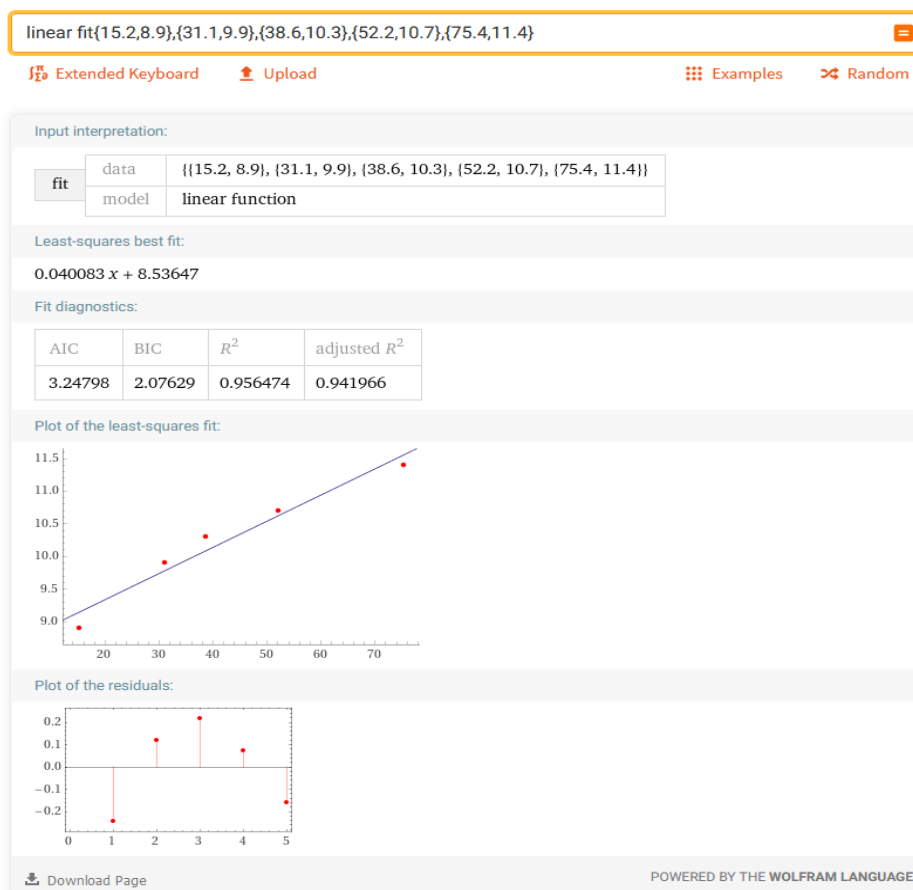 linear fit{15.2,8.9},{31.1,9.9},{38.6,10.3},{52.2,10.7},{75.4,11.4}
Extended Keyboard Upload Examples Random
Input interpretation:
fit
data {{15.2, 8.9}, {31.1, 9.9}, {38.6, 10.3}, {52.2, 10.7}, {75.4, 11.4}}
model linear function
Least-squares best fit:
0.040083 x + 8.53647
Fit diagnostics:
AIC BIC R² adjusted R²
3.24798 2.07629 0.956474 0.941966
Plot of the least-squares fit:
11.5
11.0
10.5
10.0
9.5
9.0
20 30 40 50 60 70
Plot of the residuals:
0.2
0.1
0.0
−0.1
−0.2
0 1 2 3 4 5
Download Page POWERED BY THE WOLFRAM LANGUAGE